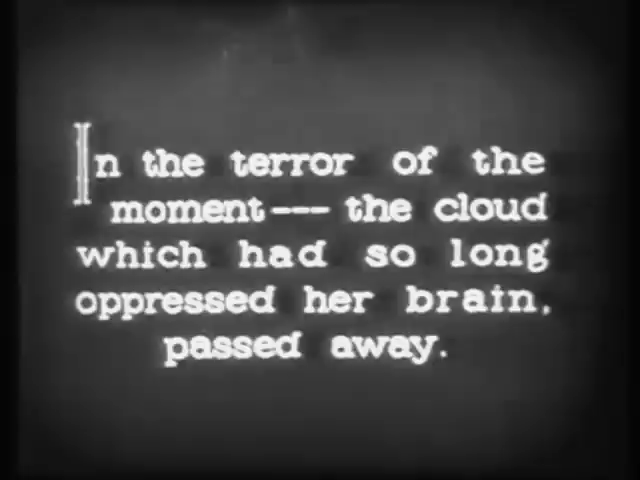 In the terror of the
moment--- the cloud
which had so long
oppressed her brain,
passed away.